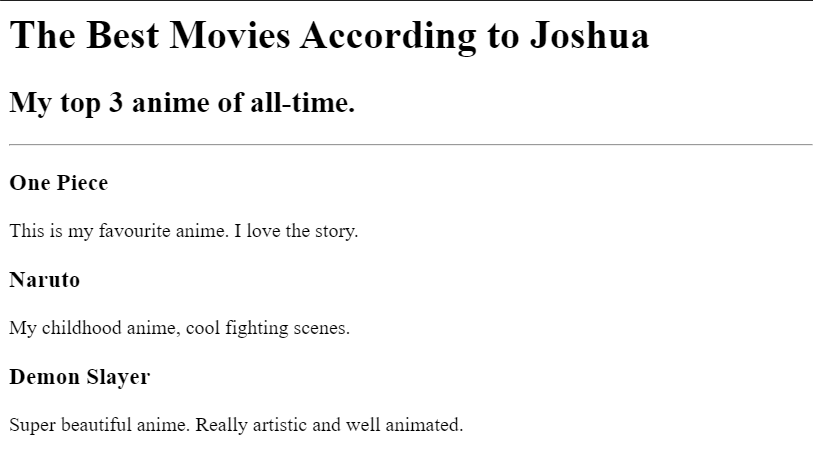 The Best Movies According to Joshua
My top 3 anime of all-time.
One Piece
This is my favourite anime. I love the story.
Naruto
My childhood anime, cool fighting scenes.
Demon Slayer
Super beautiful anime. Really artistic and well animated.